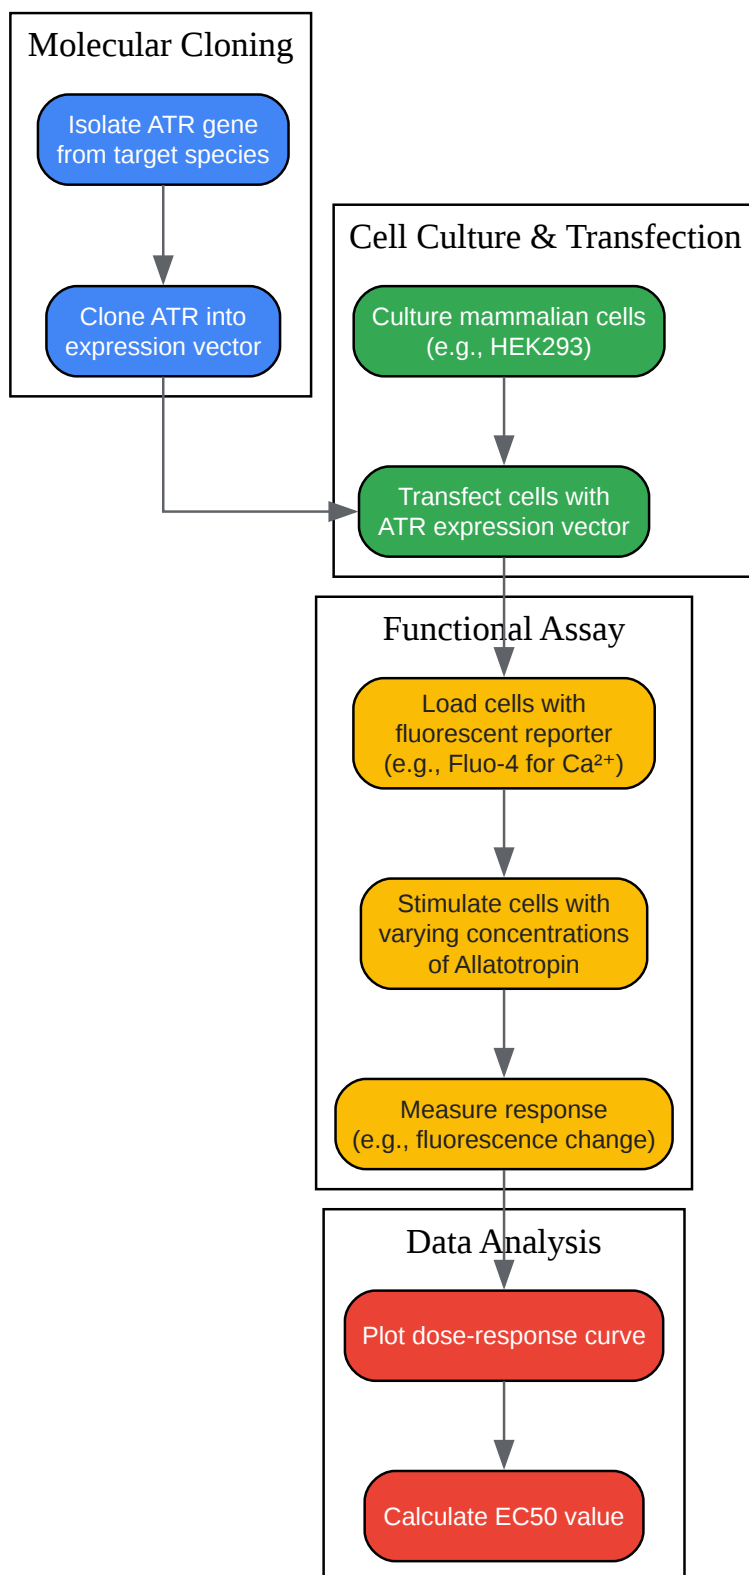 Molecular Cloning
Isolate ATR gene
from target species
Clone ATR into
expression vector
Cell Culture & Transfection
Culture mammalian cells
(e.g., HEK293)
Transfect cells with
ATR expression vector
Functional Assay
Load cells with
fluorescent reporter
(e.g., Fluo-4 for Ca²⁺)
Stimulate cells with
varying concentrations
of Allatotropin
Measure response
(e.g., fluorescence change)
Data Analysis
Plot dose-response curve
Calculate EC50 value